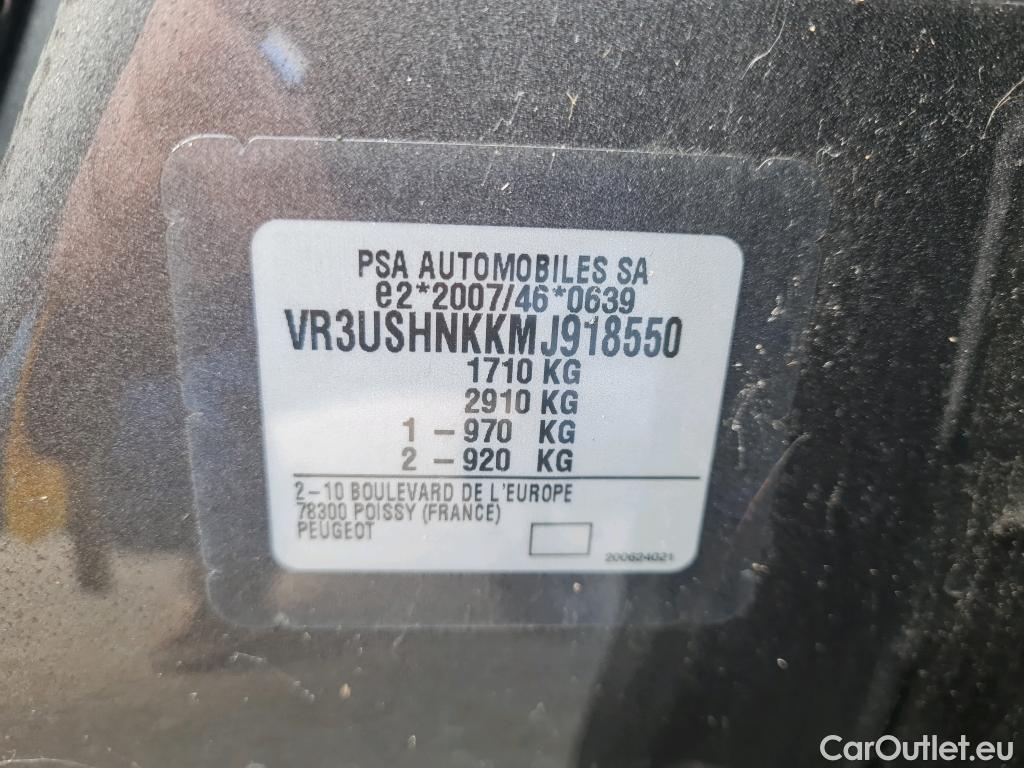 PSA AUTOMOBILES SA
e2*2007/46*0639
VR3USHNKKMJ918550
1710 KG
2910 KG
1 – 970 KG
2 – 920 KG
2–10 BOULEVARD DE L'EUROPE
78300 POISSY (FRANCE)
PEUGEOT
200624021
CarOutlet.eu